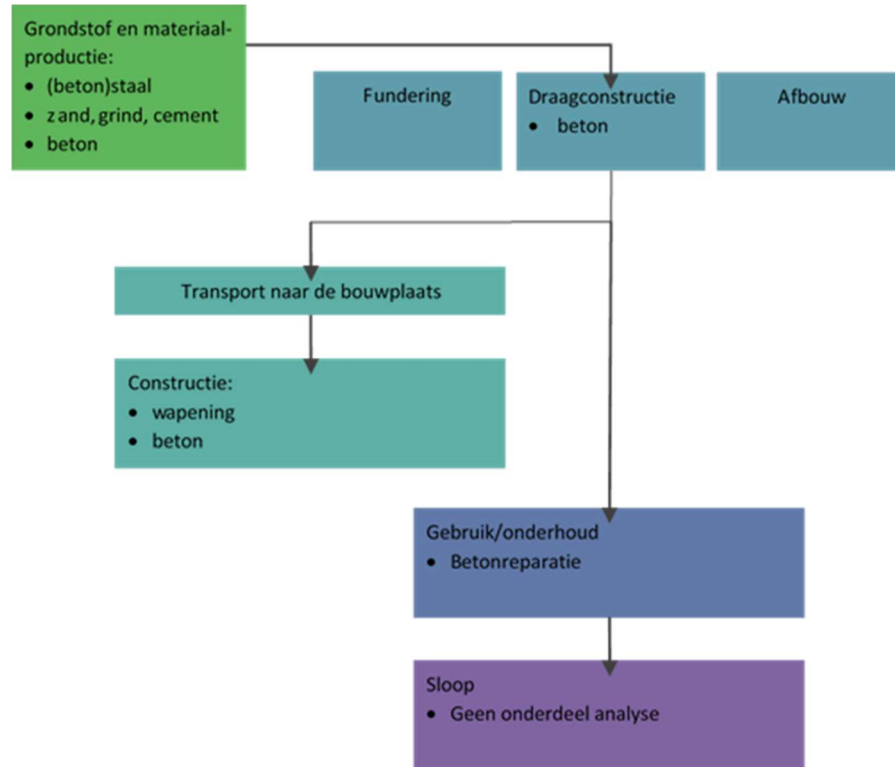 Grondstof en materiaal-
productie:
• (beton)staal
• zand, grind, cement
• beton
Fundering
Draagconstructie
• beton
Afbouw
Transport naar de bouwplaats
Constructie:
• wapening
• beton
Gebruik/onderhoud
• Betonreparatie
Sloop
• Geen onderdeel analyse